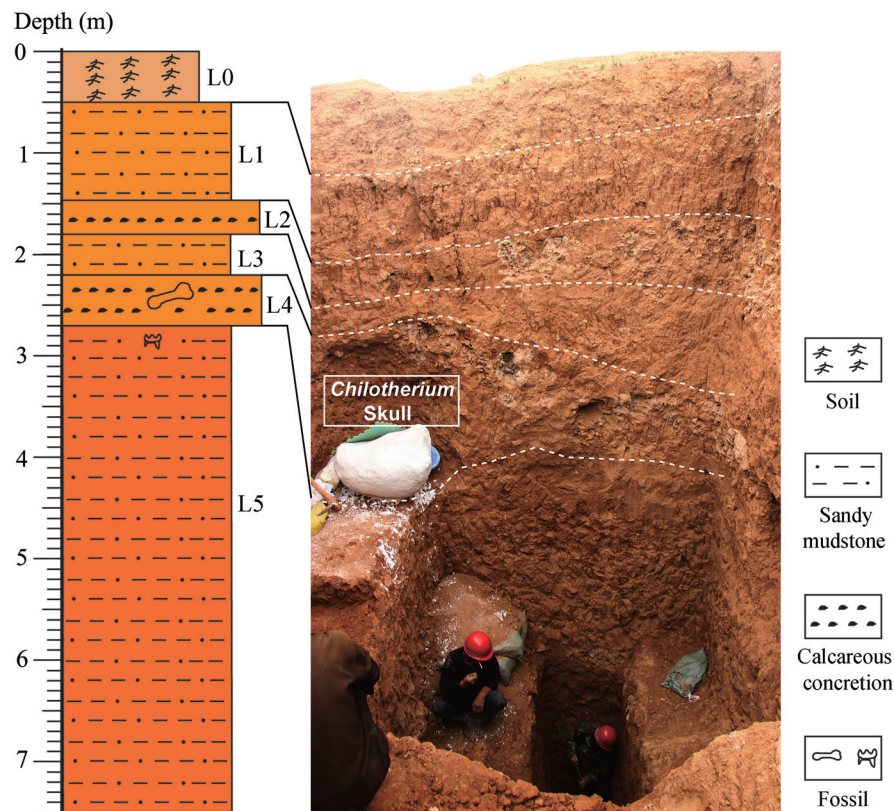 Depth (m)
0
L0
1
L1
L2
2
L3
L4
3
4
L5
5
6
7
Chilotherium
Skull
Soil
Sandy
mudstone
Calcareous
concretion
Fossil